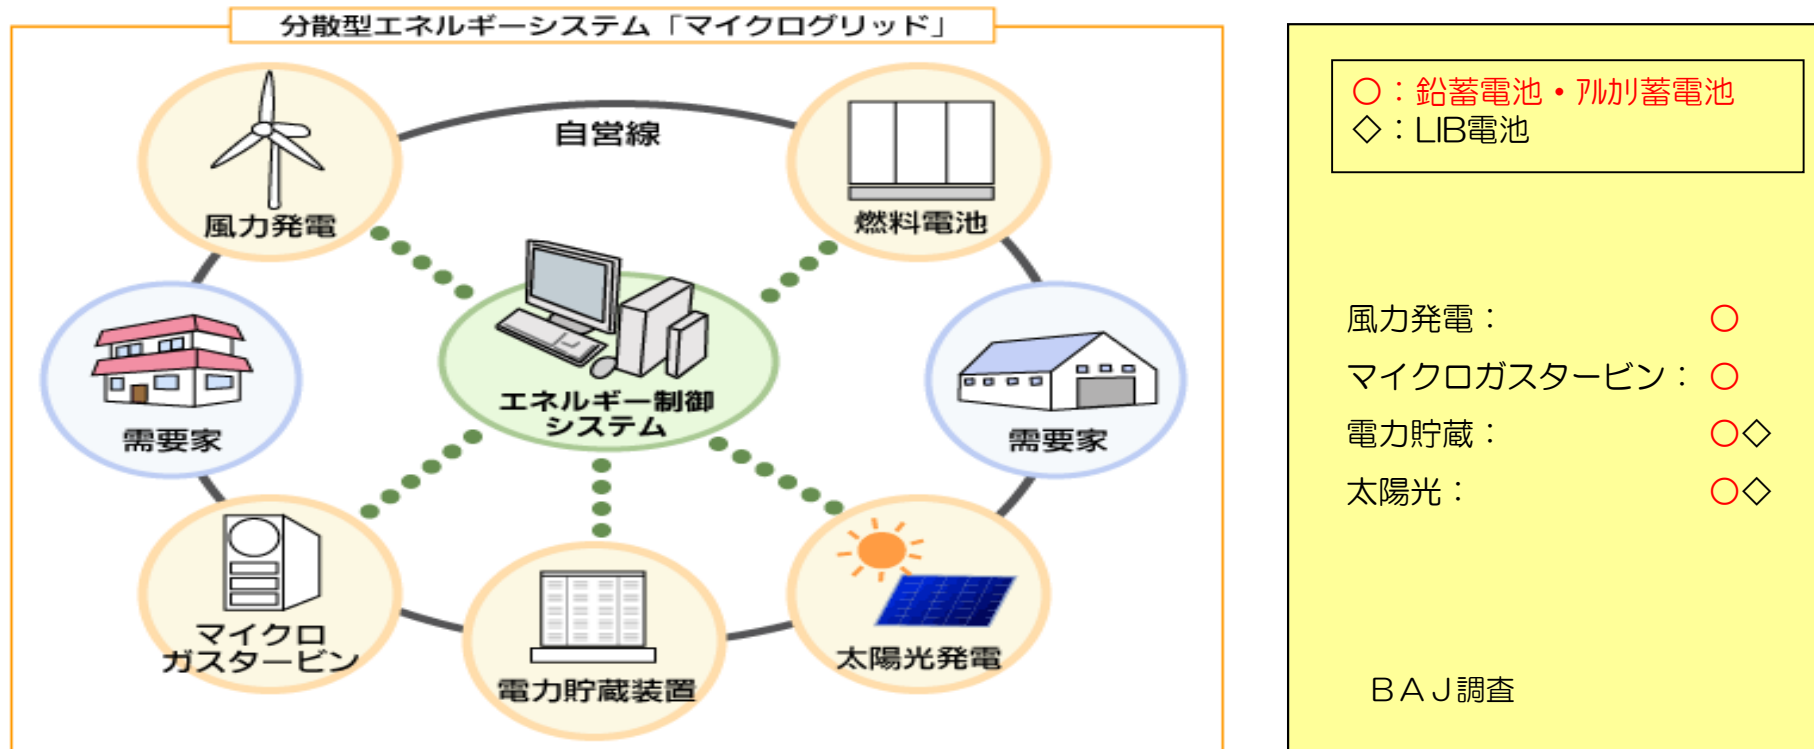 分散型エネルギーシステム「マイクログリッド」
自営線
風力発電
燃料電池
エネルギー制御
システム
需要家
需要家
マイクロ
ガスタービン
電力貯蔵装置
太陽光発電
○：鉛蓄電池・ｱﾙｶﾘ蓄電池
◇：LIB電池
風力発電： ○
マイクロガスタービン： ○
電力貯蔵： ○◇
太陽光： ○◇
ＢＡＪ調査